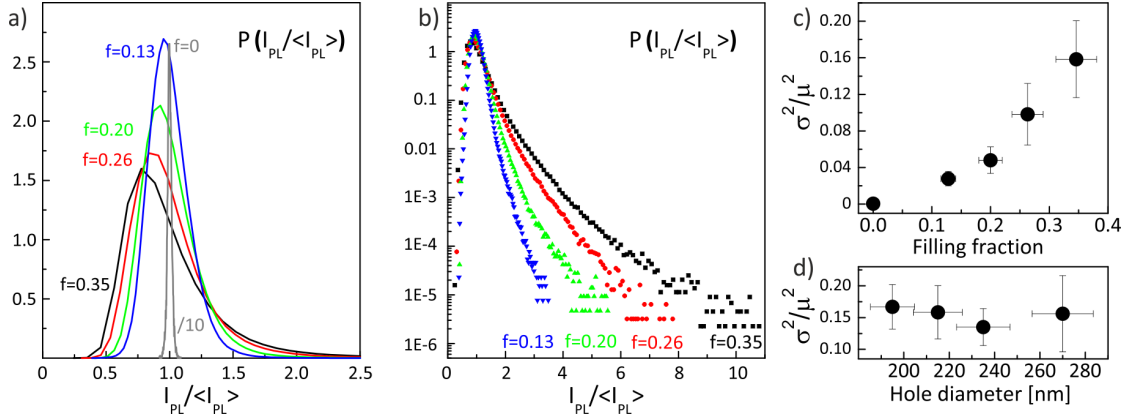 a)
P (I_PL/<I_PL>)
f=0
f=0.13
f=0.20
f=0.26
f=0.35
/10
2.5
2.0
1.5
1.0
0.5
0.0 0.5 1.0 1.5 2.0 2.5
I_PL/<I_PL>
b)
P (I_PL/<I_PL>)
1
0.1
0.01
1E-3
1E-4
1E-5
1E-6
f=0.13 f=0.20 f=0.26 f=0.35
0 2 4 6 8 10
I_PL/<I_PL>
c)
σ²/μ²
0.20
0.16
0.12
0.08
0.04
0
0.0 0.1 0.2 0.3 0.4
Filling fraction
d)
σ²/μ²
0.20
0.15
0.10
200 220 240 260 280
Hole diameter [nm]